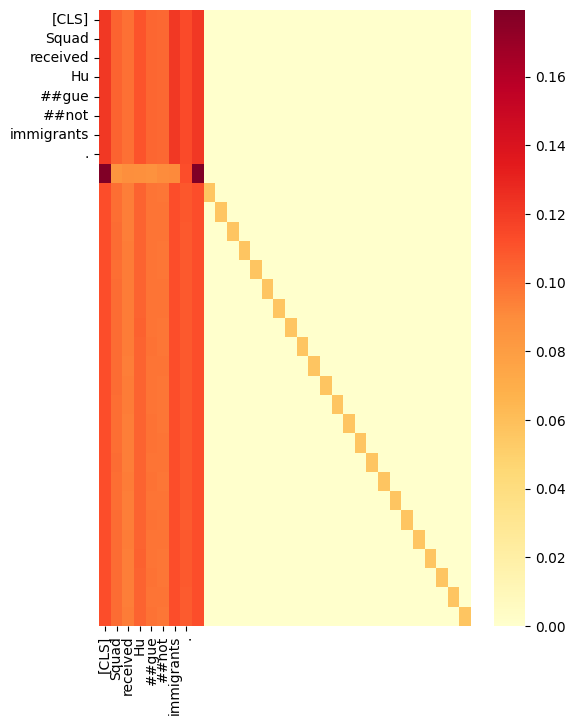 [CLS]
Squad
received
Hu
##gue
##not
immigrants
.
0.16
0.14
0.12
0.10
0.08
0.06
0.04
0.02
0.00
[CLS]
Squad
received
Hu
##gue
##not
immigrants
.